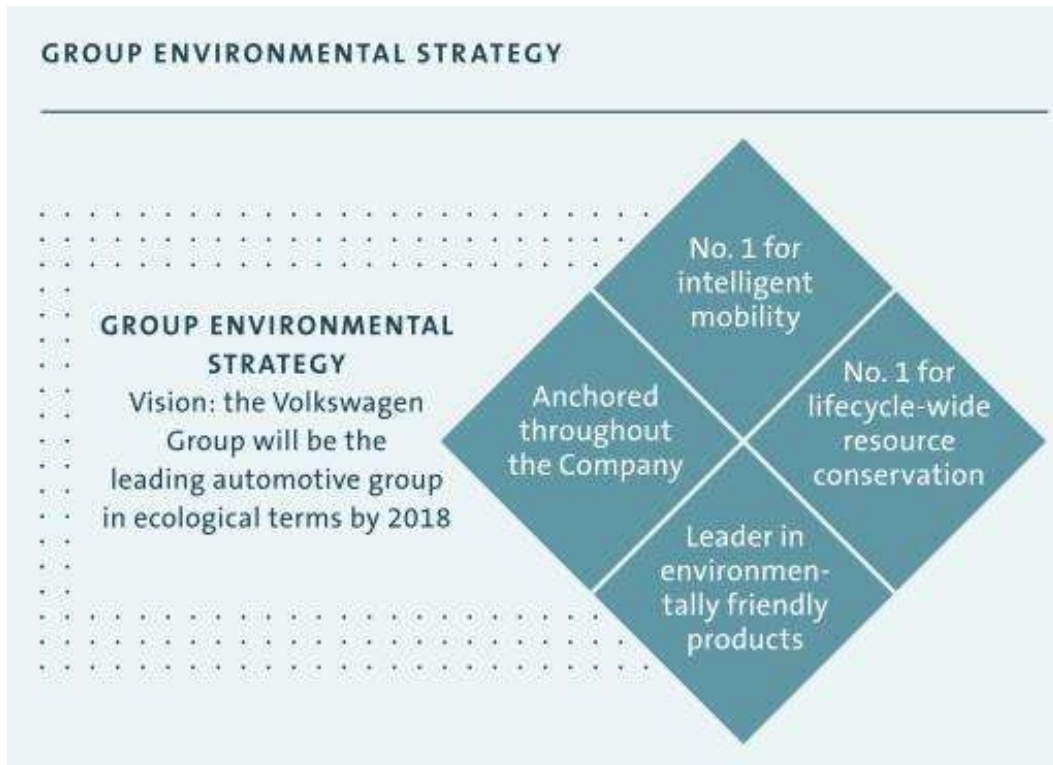 GROUP ENVIRONMENTAL STRATEGY
GROUP ENVIRONMENTAL
STRATEGY
Vision: the Volkswagen
Group will be the
leading automotive group
in ecological terms by 2018
No. 1 for
intelligent
mobility
Anchored
throughout
the Company
No. 1 for
lifecycle-wide
resource
conservation
Leader in
environmen-
tally friendly
products